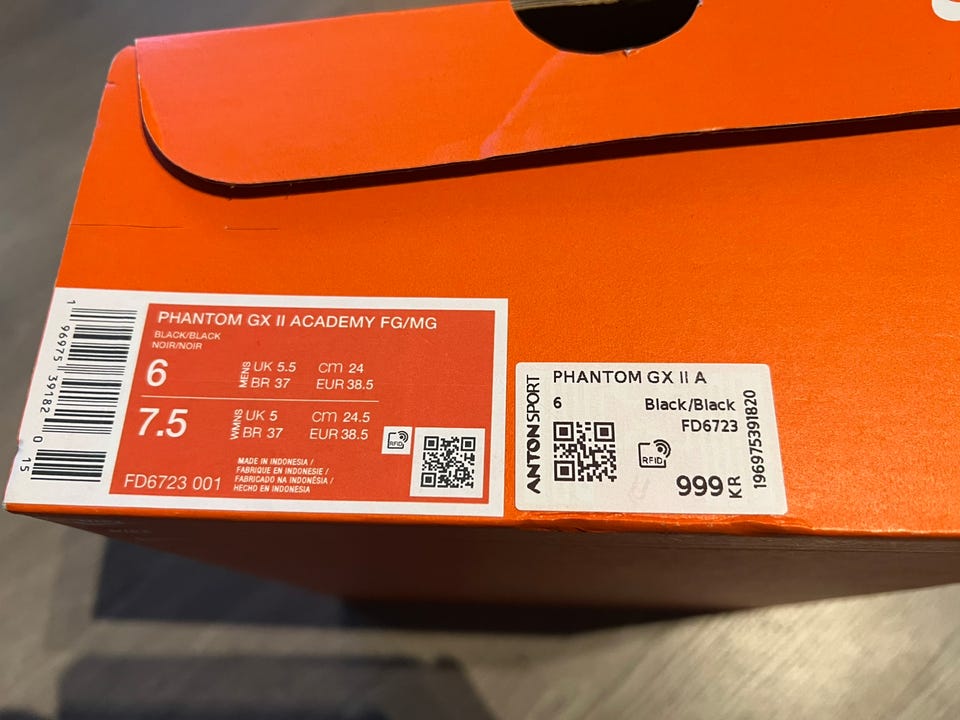 PHANTOM GX II ACADEMY FG/MG
BLACK/BLACK
NOIR/NOIR
6
MENS
UK 5.5 cm 24
BR 37 EUR 38.5
7.5
WMNS
UK 5 cm 24.5
BR 37 EUR 38.5
RFID
MADE IN INDONESIA /
FABRIQUE EN INDONESIE /
FABRICADO NA INDONÉSIA /
HECHO EN INDONESIA
FD6723 001
1 96975 39182 0 15
ANTON SPORT
PHANTOM GX II A
6 Black/Black
FD6723
RFID
999 KR
196975391820